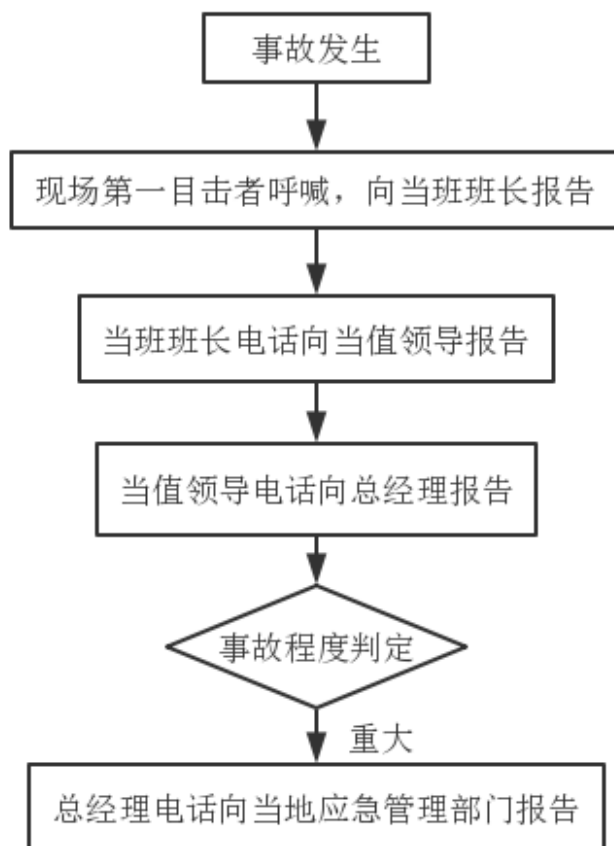 事故发生
现场第一目击者呼喊，向当班班长报告
当班班长电话向当值领导报告
当值领导电话向总经理报告
事故程度判定
重大
总经理电话向当地应急管理部门报告